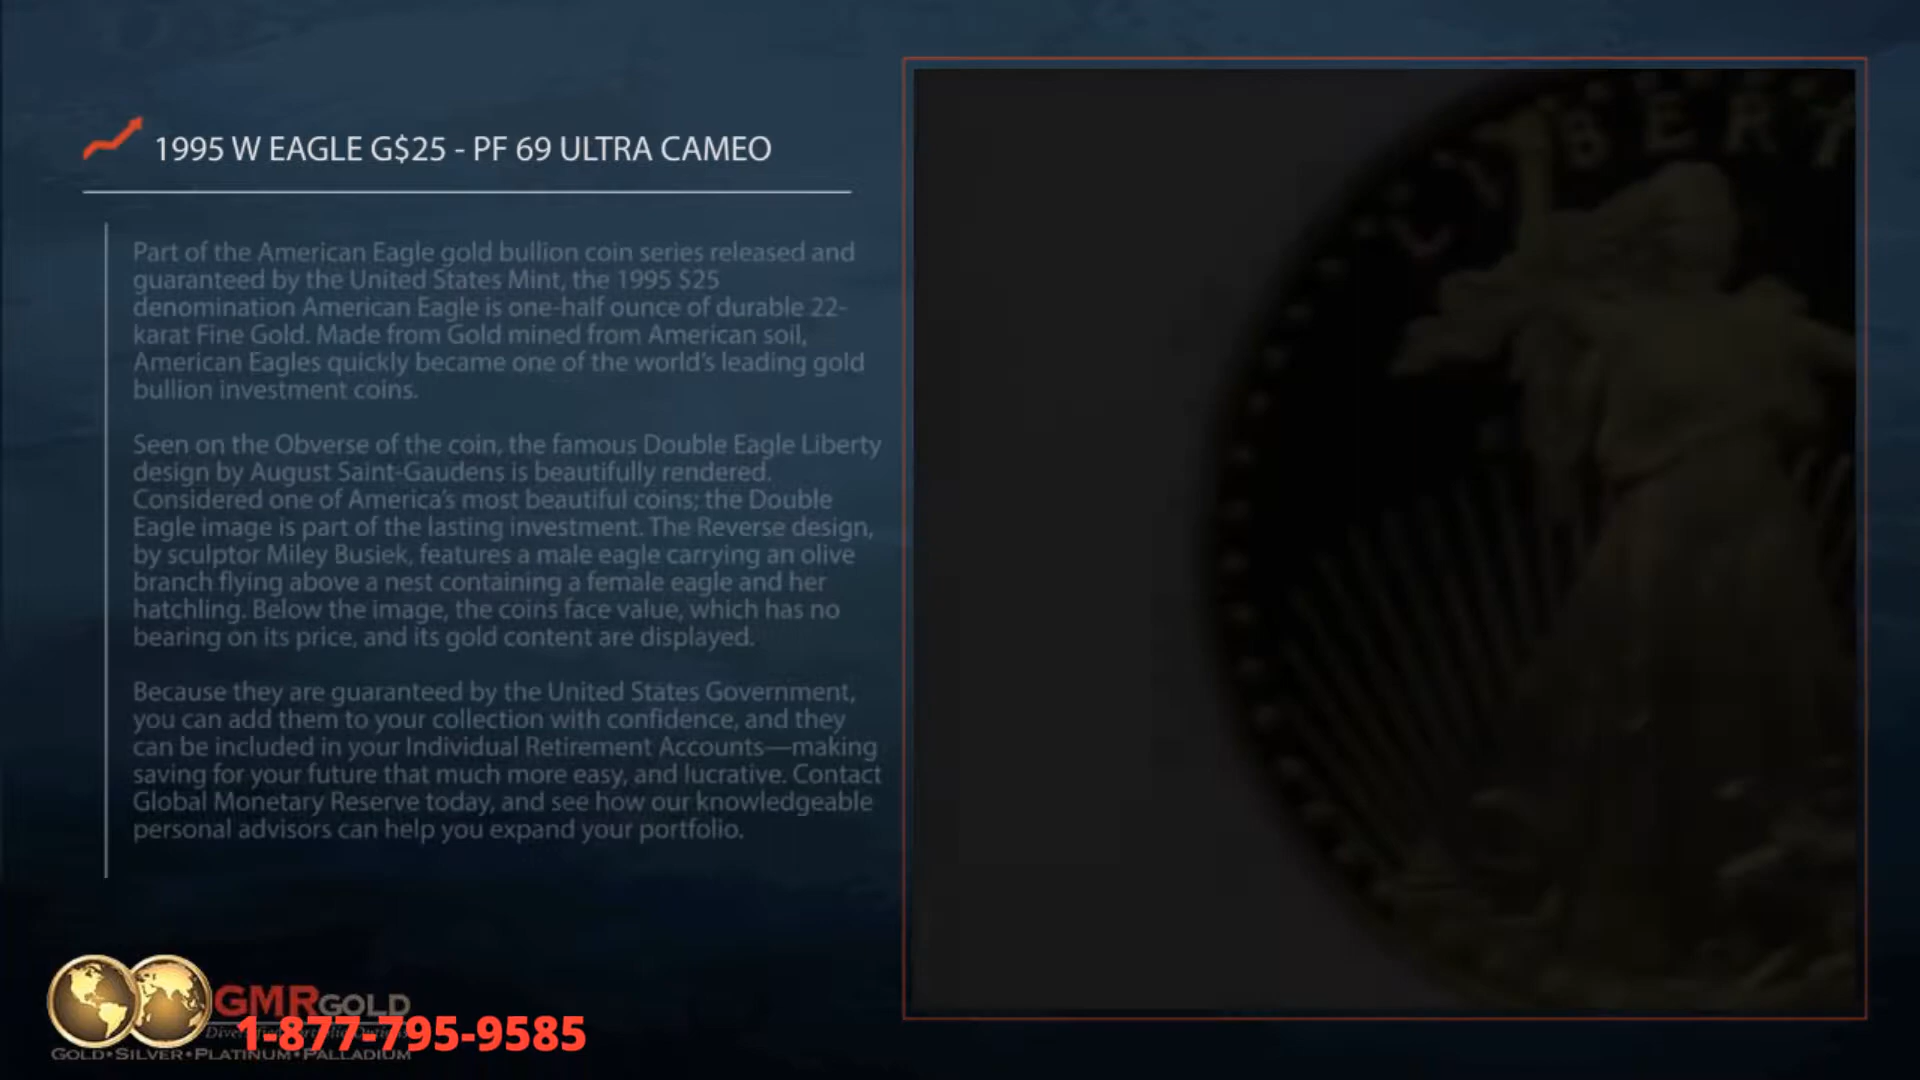 1995 W EAGLE G$25 - PF 69 ULTRA CAMEO
Part of the American Eagle gold bullion coin series released and
guaranteed by the United States Mint, the 1995 $25
denomination American Eagle is one-half ounce of durable 22-
karat Fine Gold. Made from Gold mined from American soil,
American Eagles quickly became one of the world's leading gold
bullion investment coins.
Seen on the Obverse of the coin, the famous Double Eagle Liberty
design by August Saint-Gaudens is beautifully rendered.
Considered one of America's most beautiful coins; the Double
Eagle image is part of the lasting investment. The Reverse design,
by sculptor Miley Busiek, features a male eagle carrying an olive
branch flying above a nest containing a female eagle and her
hatchling. Below the image, the coins face value, which has no
bearing on its price, and its gold content are displayed.
Because they are guaranteed by the United States Government,
you can add them to your collection with confidence, and they
can be included in your Individual Retirement Accounts—making
saving for your future that much more easy, and lucrative. Contact
Global Monetary Reserve today, and see how our knowledgeable
personal advisors can help you expand your portfolio.
LIBERTY
GMRGOLD
1-877-795-9585
GOLD•SILVER•PLATINUM•PALLADIUM